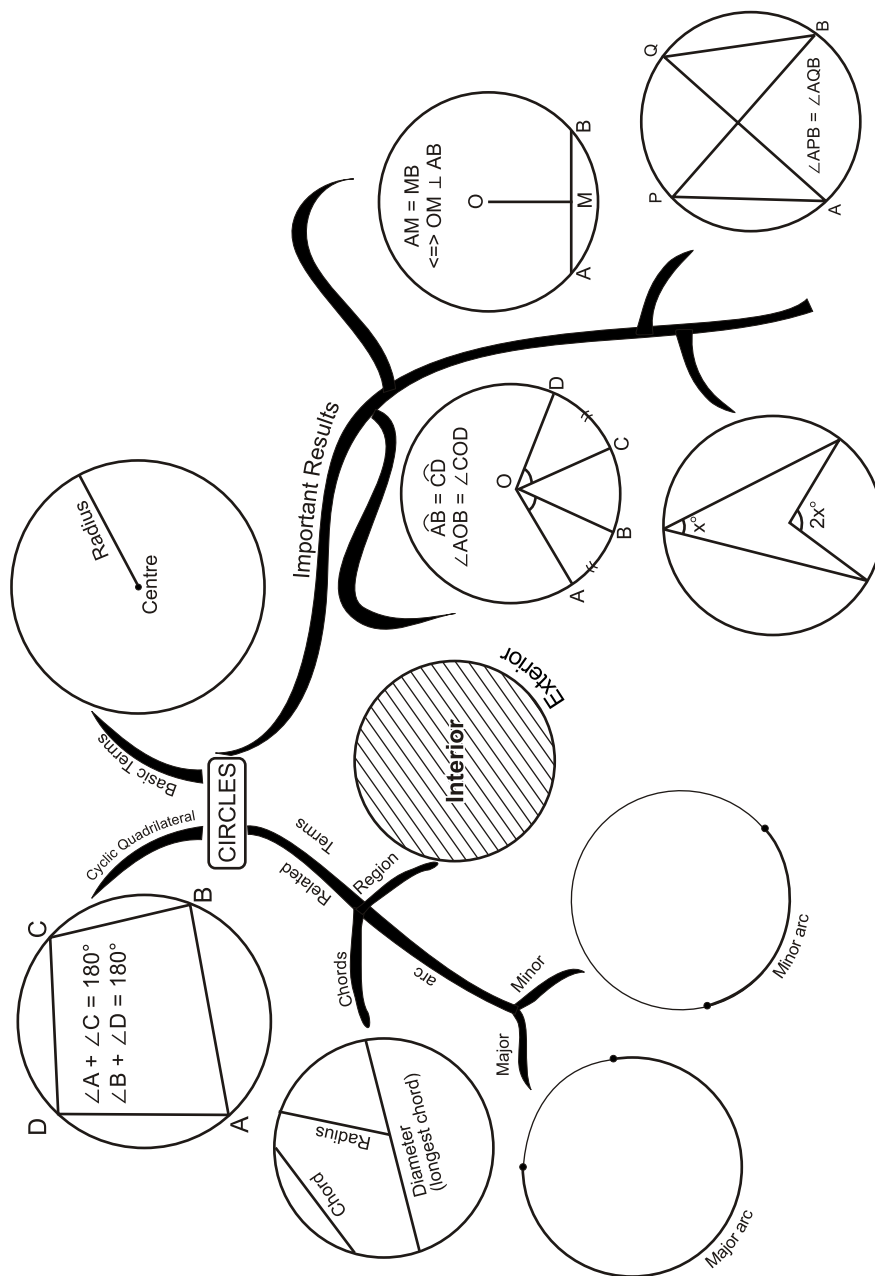 CIRCLES
Cyclic Quadrilateral
D
C
∠A + ∠C = 180°
∠B + ∠D = 180°
A
B
Basic Terms
Radius
Centre
Important Results
AM = MB
<=> OM ⊥ AB
O
A
M
B
AB = CD
∠AOB = ∠COD
O
A
B
C
D
P
Q
A
B
∠APB = ∠AQB
x°
2x°
Related
Terms
Region
Interior
Exterior
Chords
Chord
Radius
Diameter
(longest chord)
arc
Major
Minor
Major arc
Minor arc